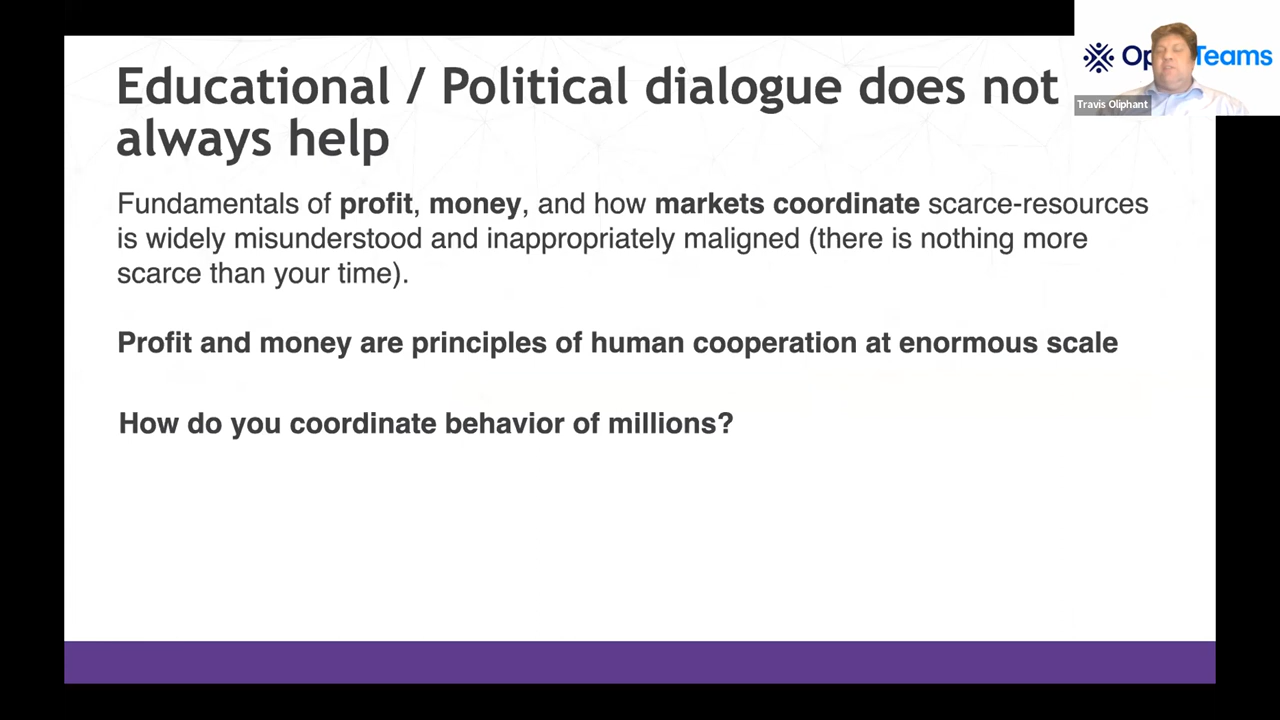 Educational / Political dialogue does not
always help
Fundamentals of profit, money, and how markets coordinate scarce-resources
is widely misunderstood and inappropriately maligned (there is nothing more
scarce than your time).
Profit and money are principles of human cooperation at enormous scale
How do you coordinate behavior of millions?
Teams
Travis Oliphant